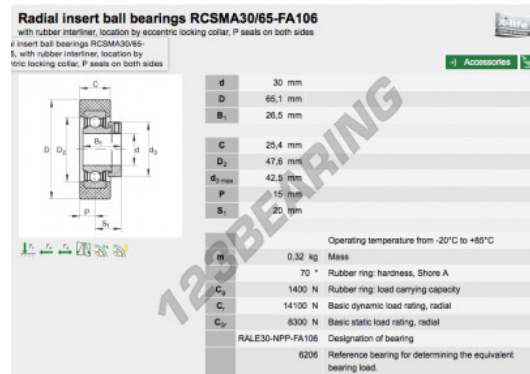 Radial insert ball bearings RCSMA30/65-FA106
with rubber interliner, location by eccentric locking collar, P seals on both sides
l insert ball bearings RCSMA30/65-
5, with rubber interliner, location by
ntric locking collar, P seals on both sides
Accessories
d 30 mm
D 65,1 mm
B1 26,5 mm
C 25,4 mm
D2 47,6 mm
d3 max 42,5 mm
P 15 mm
S1 20 mm
C
B1
D D2 d d3
P
S1
Operating temperature from -20°C to +85°C
m 0,32 kg Mass
70 ° Rubber ring: hardness, Shore A
Cg 1400 N Rubber ring: load carrying capacity
Cr 14100 N Basic dynamic load rating, radial
C0r 8300 N Basic static load rating, radial
RALE30-NPP-FA106 Designation of bearing
6206 Reference bearing for determining the equivalent
bearing load.
123BEARING